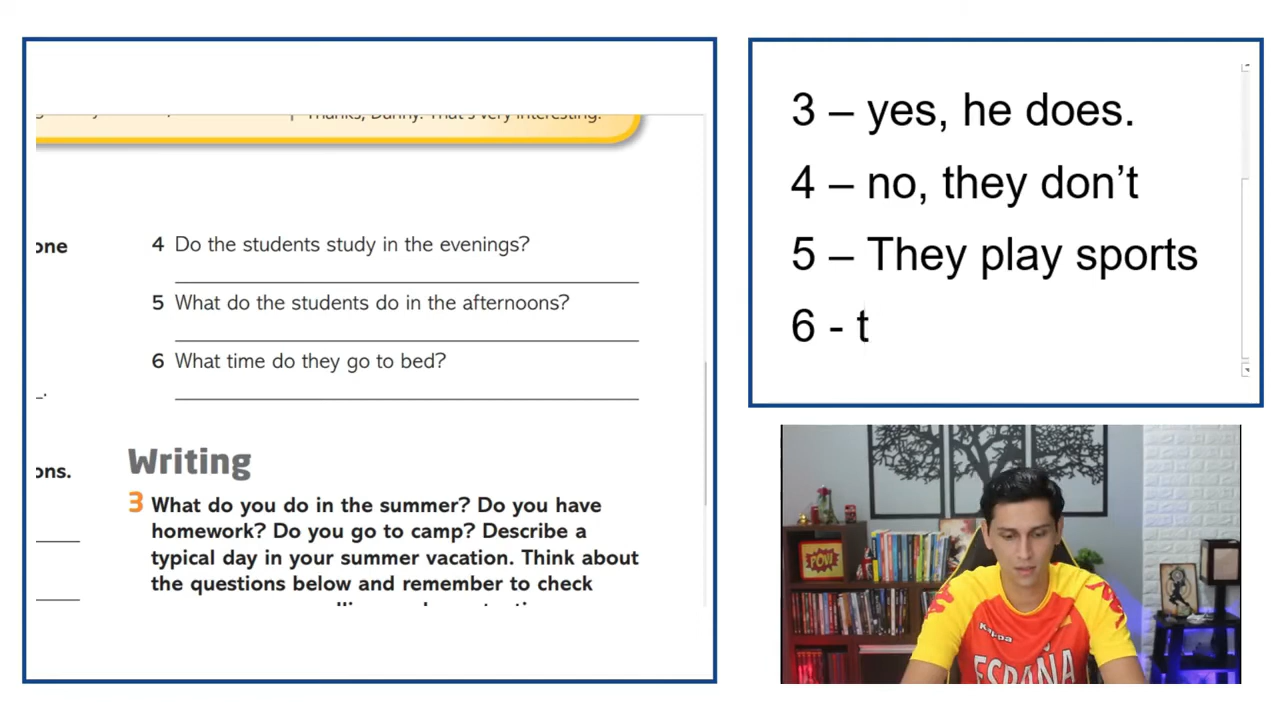 Thanks, Danny! That's very interesting.
one
4 Do the students study in the evenings?
5 What do the students do in the afternoons?
6 What time do they go to bed?
ons.
Writing
3 What do you do in the summer? Do you have
homework? Do you go to camp? Describe a
typical day in your summer vacation. Think about
the questions below and remember to check
3 – yes, he does.
4 – no, they don't
5 – They play sports
6 - t
POW
Kappa
ESPAÑA